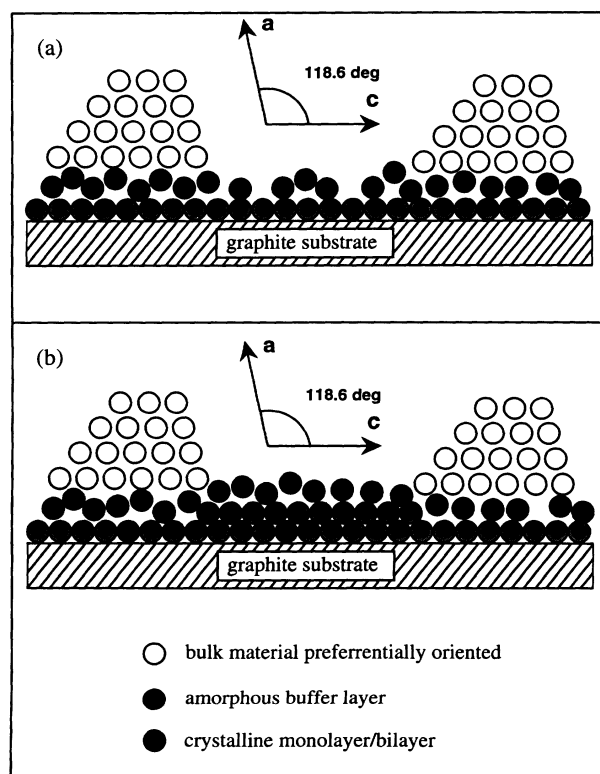 (a)
a
118.6 deg
c
graphite substrate
(b)
a
118.6 deg
c
graphite substrate
bulk material preferrentially oriented
amorphous buffer layer
crystalline monolayer/bilayer